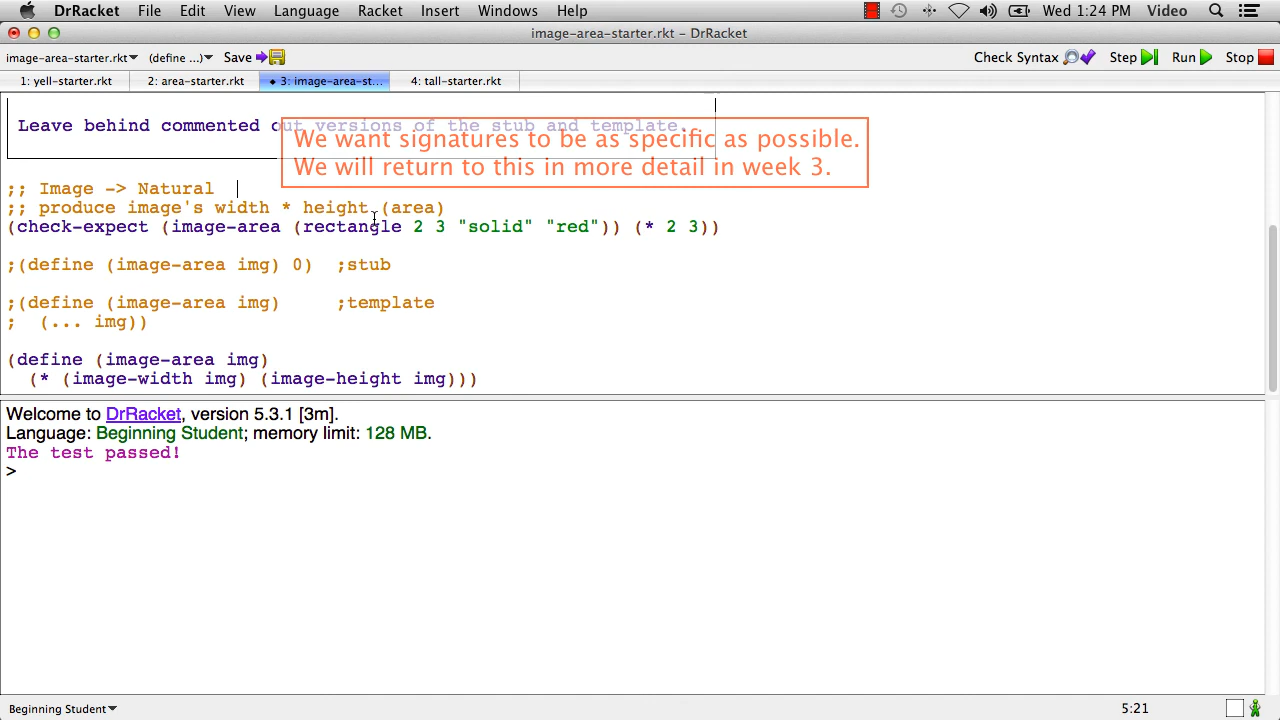 DrRacket File Edit View Language Racket Insert Windows Help Wed 1:24 PM Video
image-area-starter.rkt - DrRacket
image-area-starter.rkt▾ (define ...)▾ Save Check Syntax Step Run Stop
1: yell-starter.rkt 2: area-starter.rkt • 3: image-area-st... 4: tall-starter.rkt
Leave behind commented out versions of the stub and template.
We want signatures to be as specific as possible.
We will return to this in more detail in week 3.
;; Image -> Natural
;; produce image's width * height (area)
(check-expect (image-area (rectangle 2 3 "solid" "red")) (* 2 3))
;(define (image-area img) 0) ;stub
;(define (image-area img) ;template
; (... img))
(define (image-area img)
(* (image-width img) (image-height img)))
Welcome to DrRacket, version 5.3.1 [3m].
Language: Beginning Student; memory limit: 128 MB.
The test passed!
>
Beginning Student▾ 5:21